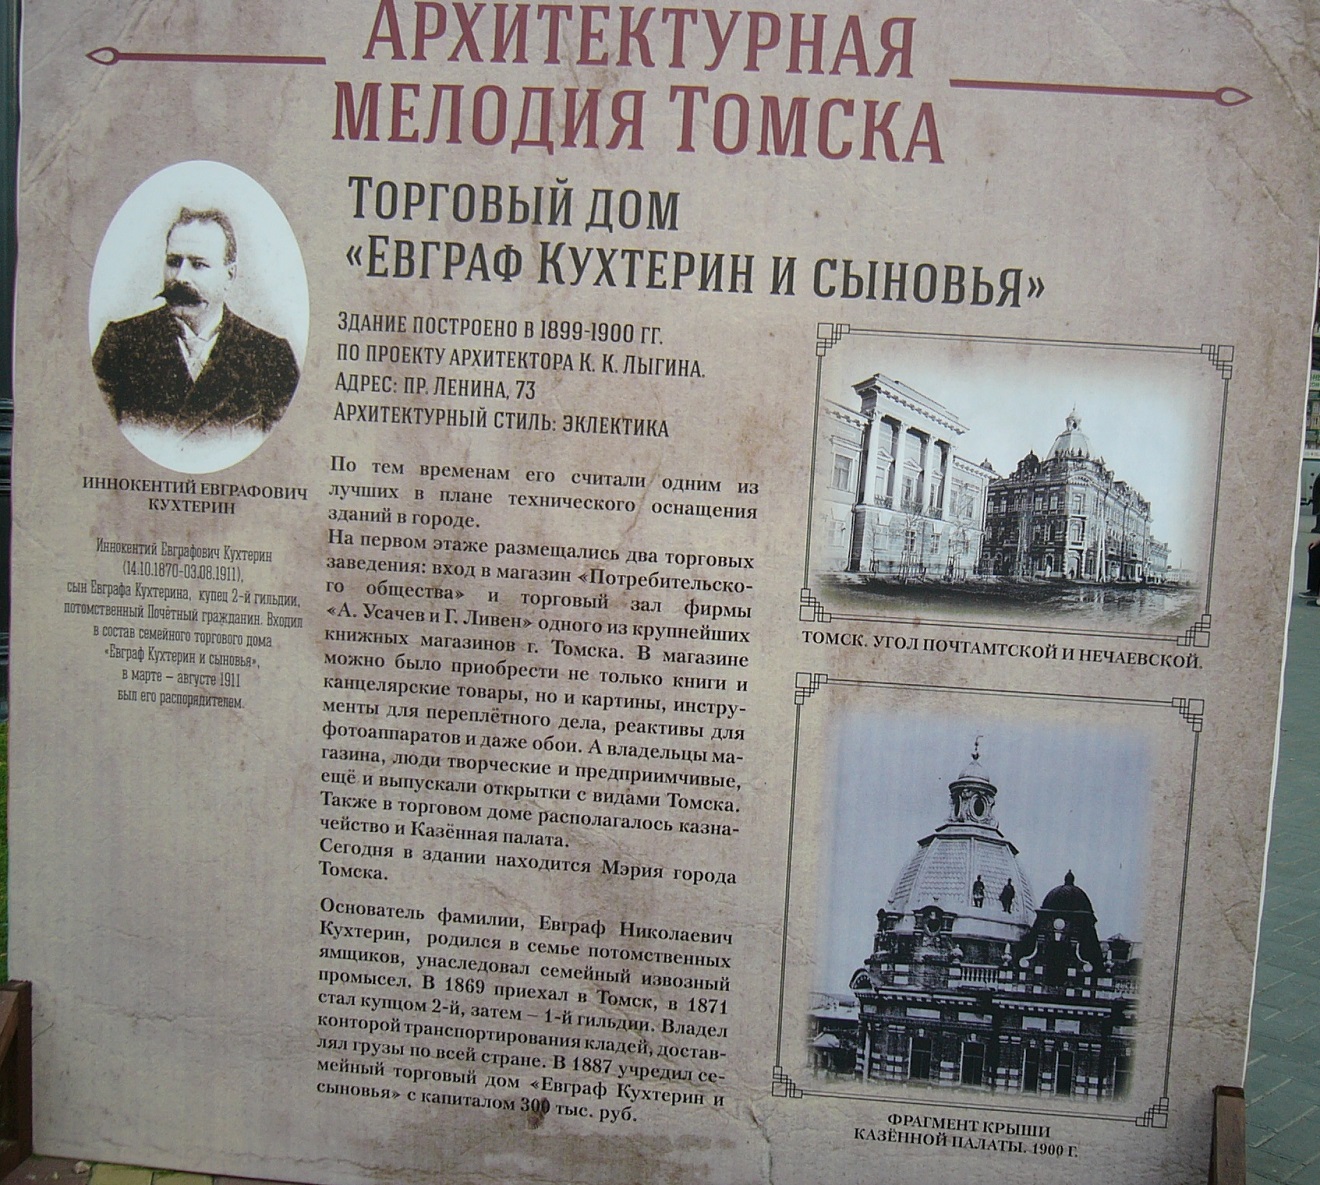 АРХИТЕКТУРНАЯ
МЕЛОДИЯ ТОМСКА
ТОРГОВЫЙ ДОМ
«ЕВГРАФ КУХТЕРИН И СЫНОВЬЯ»
ЗДАНИЕ ПОСТРОЕНО В 1899-1900 ГГ.
ПО ПРОЕКТУ АРХИТЕКТОРА К. К. ЛЫГИНА.
АДРЕС: ПР. ЛЕНИНА, 73
АРХИТЕКТУРНЫЙ СТИЛЬ: ЭКЛЕКТИКА
ИННОКЕНТИЙ ЕВГРАФОВИЧ
КУХТЕРИН
Иннокентий Евграфович Кухтерин
(14.10.1870-03.08.1911),
сын Евграфа Кухтерина, купец 2-й гильдии,
потомственный Почётный гражданин. Входил
в состав семейного торгового дома
«Евграф Кухтерин и сыновья»,
в марте – августе 1911
был его распорядителем.
По тем временам его считали одним из
лучших в плане технического оснащения
зданий в городе.
На первом этаже размещались два торговых
заведения: вход в магазин «Потребительско-
го общества» и торговый зал фирмы
«А. Усачев и Г. Ливен» одного из крупнейших
книжных магазинов г. Томска. В магазине
можно было приобрести не только книги и
канцелярские товары, но и картины, инстру-
менты для переплётного дела, реактивы для
фотоаппаратов и даже обои. А владельцы ма-
газина, люди творческие и предприимчивые,
ещё и выпускали открытки с видами Томска.
Также в торговом доме располагалось казна-
чейство и Казённая палата.
Сегодня в здании находится Мэрия города
Томска.
Основатель фамилии, Евграф Николаевич
Кухтерин, родился в семье потомственных
ямщиков, унаследовал семейный извозный
промысел. В 1869 приехал в Томск, в 1871
стал купцом 2-й, затем – 1-й гильдии. Владел
конторой транспортирования кладей, достав-
лял грузы по всей стране. В 1887 учредил се-
мейный торговый дом «Евграф Кухтерин и
сыновья» с капиталом 300 тыс. руб.
ТОМСК. УГОЛ ПОЧТАМТСКОЙ И НЕЧАЕВСКОЙ.
ФРАГМЕНТ КРЫШИ
КАЗЁННОЙ ПАЛАТЫ. 1900 Г.